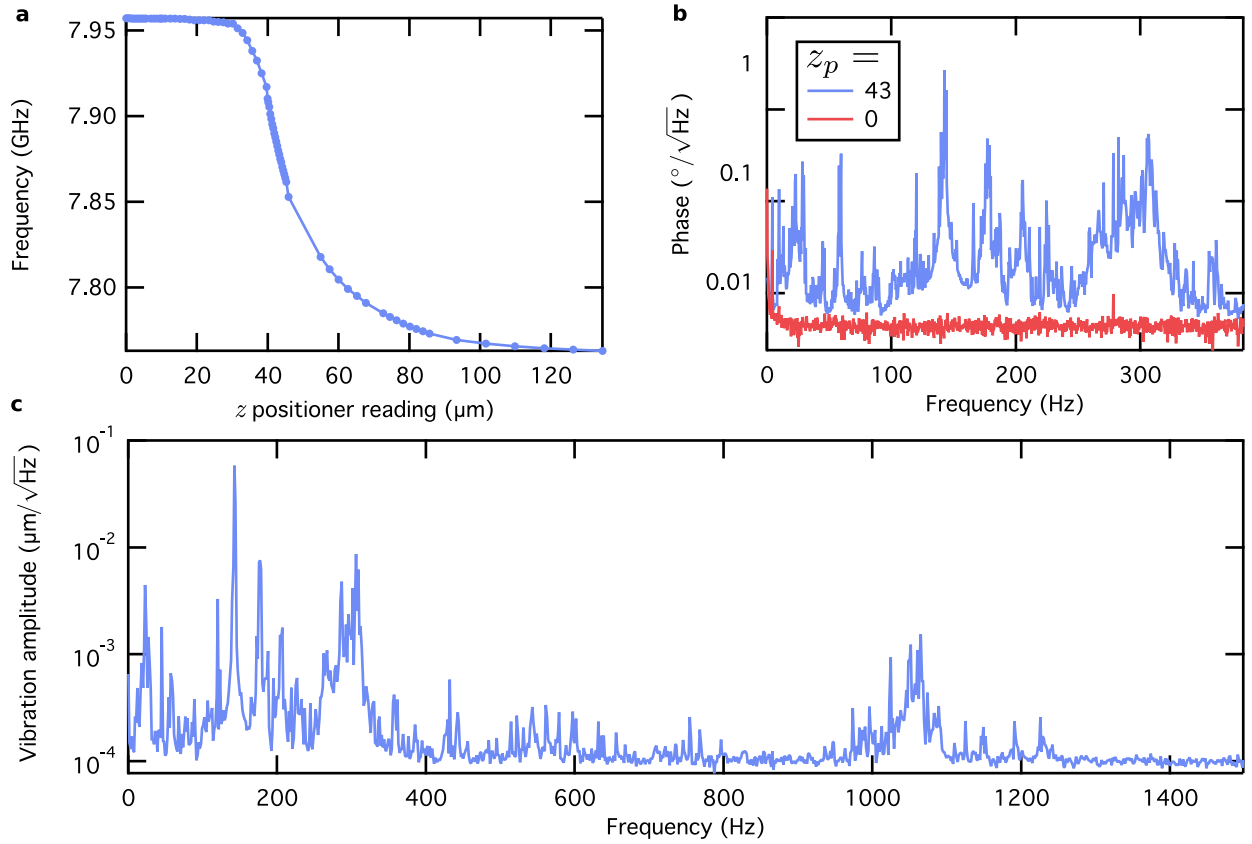 a
7.95
7.90
7.85
7.80
Frequency (GHz)
0 20 40 60 80 100 120
z positioner reading (µm)
b
1
0.1
0.01
Phase (°/√Hz)
z_p =
43
0
0 100 200 300
Frequency (Hz)
c
10^-1
10^-2
10^-3
10^-4
Vibration amplitude (µm/√Hz)
0 200 400 600 800 1000 1200 1400
Frequency (Hz)